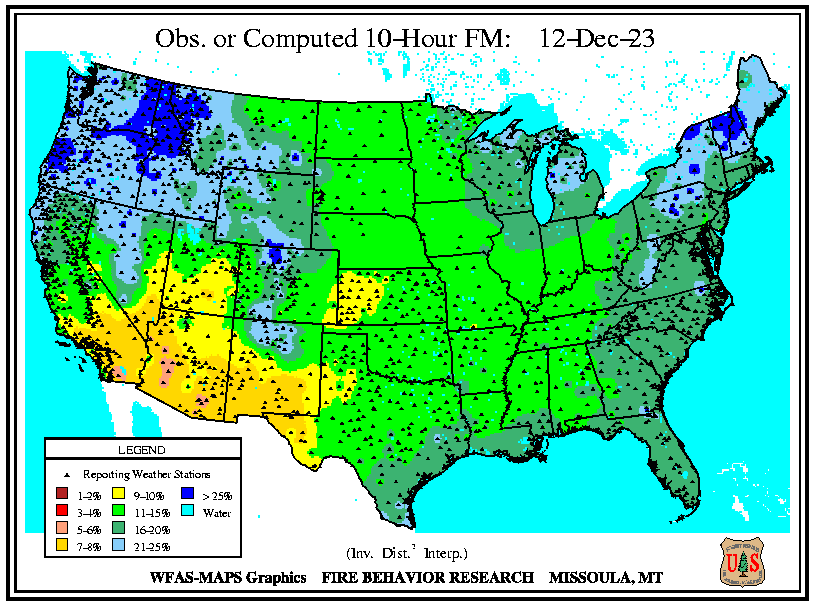 Obs. or Computed 10-Hour FM: 12-Dec-23
LEGEND
Reporting Weather Stations
1-2% 9-10% > 25%
3-4% 11-15% Water
5-6% 16-20%
7-8% 21-25%
(Inv. Dist.² Interp.)
WFAS-MAPS Graphics FIRE BEHAVIOR RESEARCH MISSOULA, MT
U S